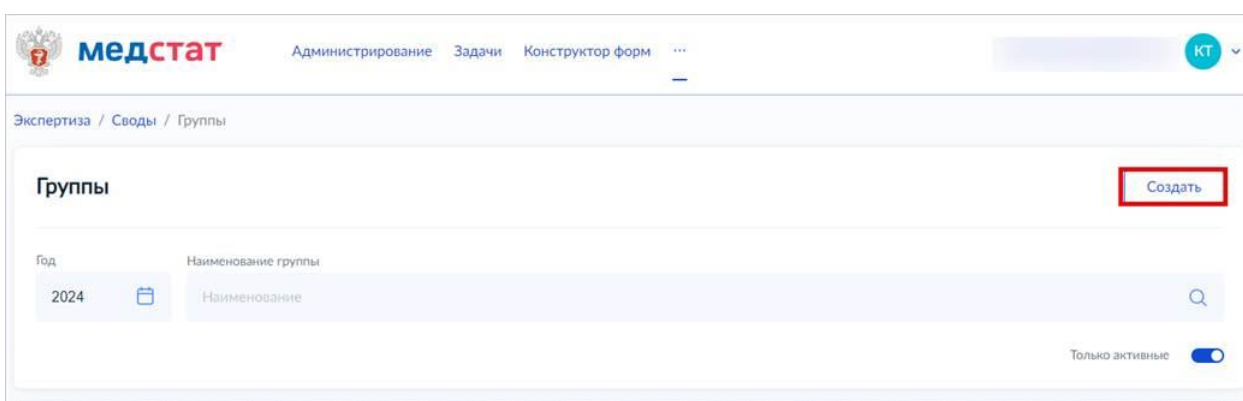 медстат Администрирование Задачи Конструктор форм ... КТ
Экспертиза / Своды / Группы
Группы Создать
Год Наименование группы
2024 Наименование
Только активные